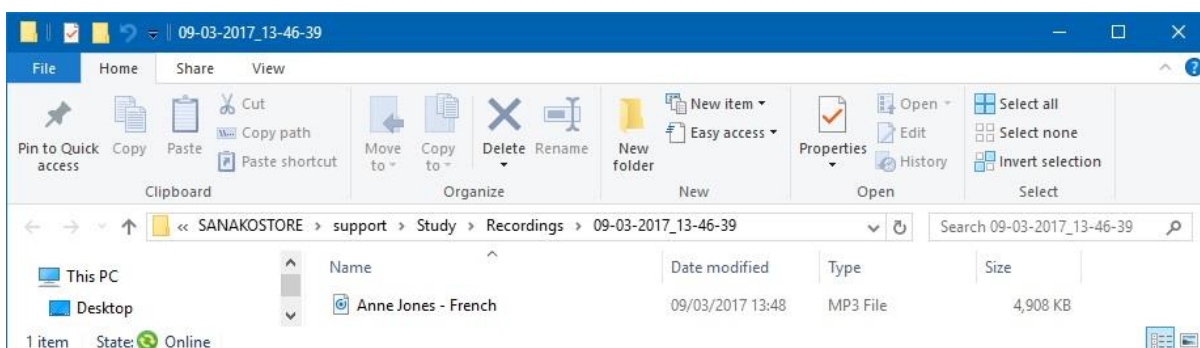 09-03-2017_13-46-39
File Home Share View
Pin to Quick access
Copy
Paste
Cut
Copy path
Paste shortcut
Clipboard
Move to
Copy to
Delete
Rename
Organize
New folder
New item
Easy access
New
Properties
Open
Edit
History
Open
Select all
Select none
Invert selection
Select
« SANAKOSTORE > support > Study > Recordings > 09-03-2017_13-46-39
Search 09-03-2017_13-46-39
This PC
Desktop
Name Date modified Type Size
Anne Jones - French 09/03/2017 13:48 MP3 File 4,908 KB
1 item State: Online